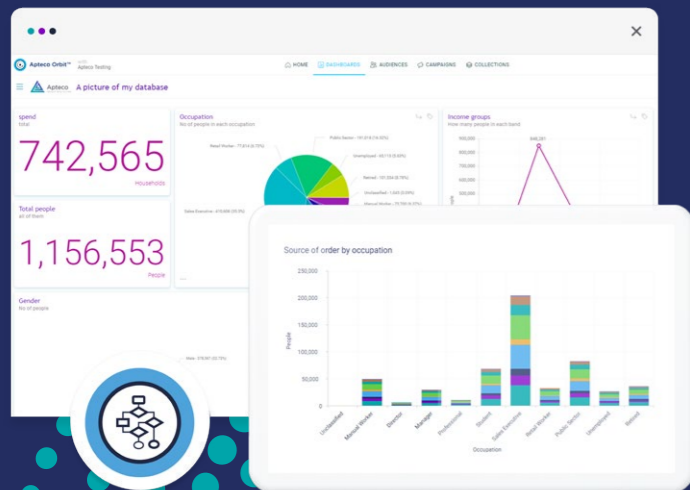 Apteco Orbit™
Apteco Testing
HOME
DASHBOARDS
AUDIENCES
CAMPAIGNS
COLLECTIONS
Apteco
A picture of my database
spend
total
742,565
Households
Occupation
No of people in each occupation
Income groups
How many people in each band
Total people
all of them
1,156,553
People
Gender
No of people
Source of order by occupation
250,000
200,000
150,000
100,000
50,000
0
People
Unclassified
Manual Worker
Director
Manager
Professional
Student
Sales Executive
Retail Worker
Public Sector
Unemployed
Retired
Occupation